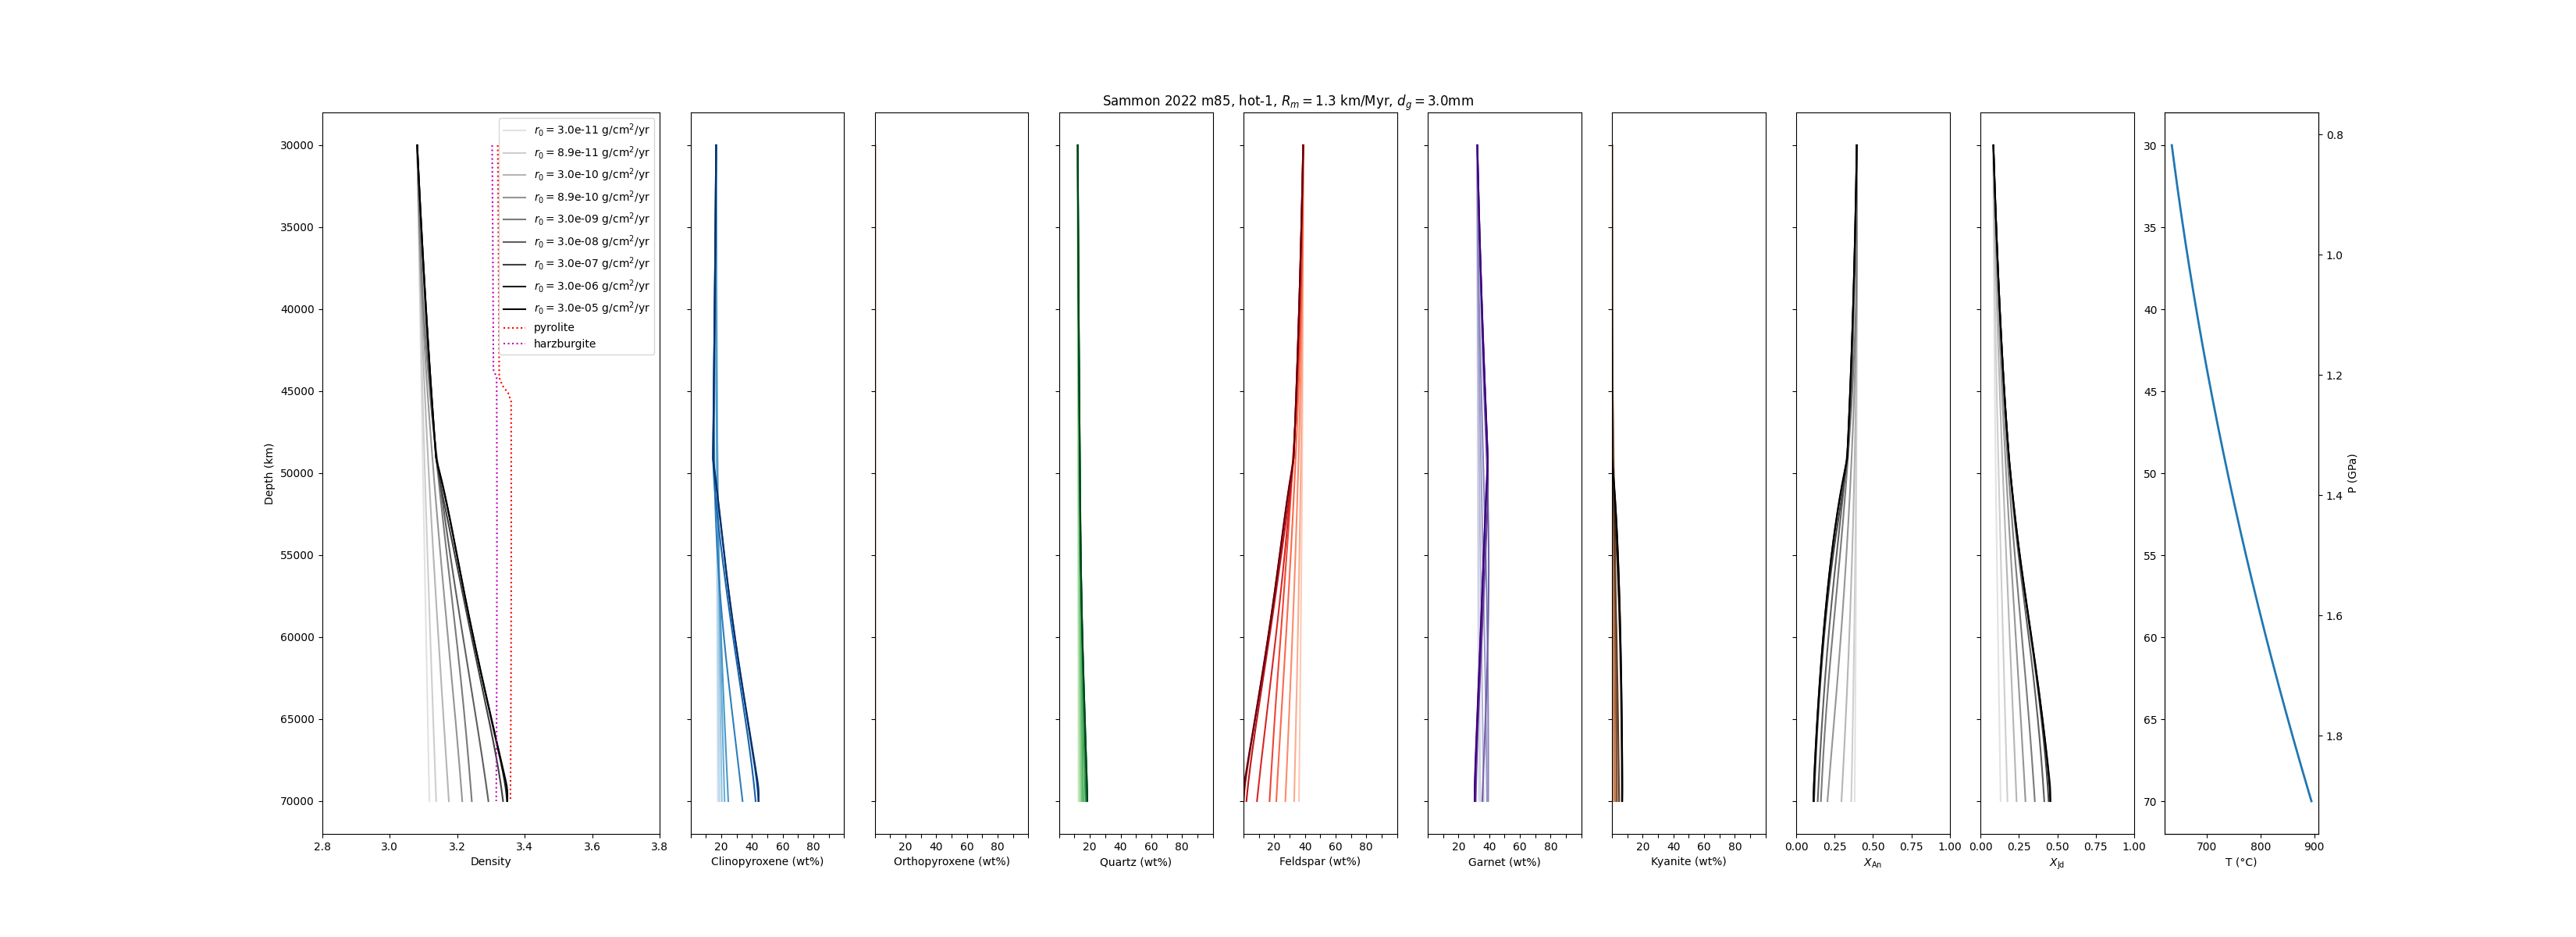 Sammon 2022 m85, hot-1, R_m = 1.3 km/Myr, d_g = 3.0mm
r_0 = 3.0e-11 g/cm²/yr
r_0 = 8.9e-11 g/cm²/yr
r_0 = 3.0e-10 g/cm²/yr
r_0 = 8.9e-10 g/cm²/yr
r_0 = 3.0e-09 g/cm²/yr
r_0 = 3.0e-08 g/cm²/yr
r_0 = 3.0e-07 g/cm²/yr
r_0 = 3.0e-06 g/cm²/yr
r_0 = 3.0e-05 g/cm²/yr
pyrolite
harzburgite
Depth (km)
30000
35000
40000
45000
50000
55000
60000
65000
70000
2.8 3.0 3.2 3.4 3.6 3.8
Density
20 40 60 80
Clinopyroxene (wt%)
20 40 60 80
Orthopyroxene (wt%)
20 40 60 80
Quartz (wt%)
20 40 60 80
Feldspar (wt%)
20 40 60 80
Garnet (wt%)
20 40 60 80
Kyanite (wt%)
0.00 0.25 0.50 0.75 1.00
X_An
0.00 0.25 0.50 0.75 1.00
X_Jd
30
35
40
45
50
55
60
65
70
700 800 900
T (°C)
0.8
1.0
1.2
1.4
1.6
1.8
P (GPa)